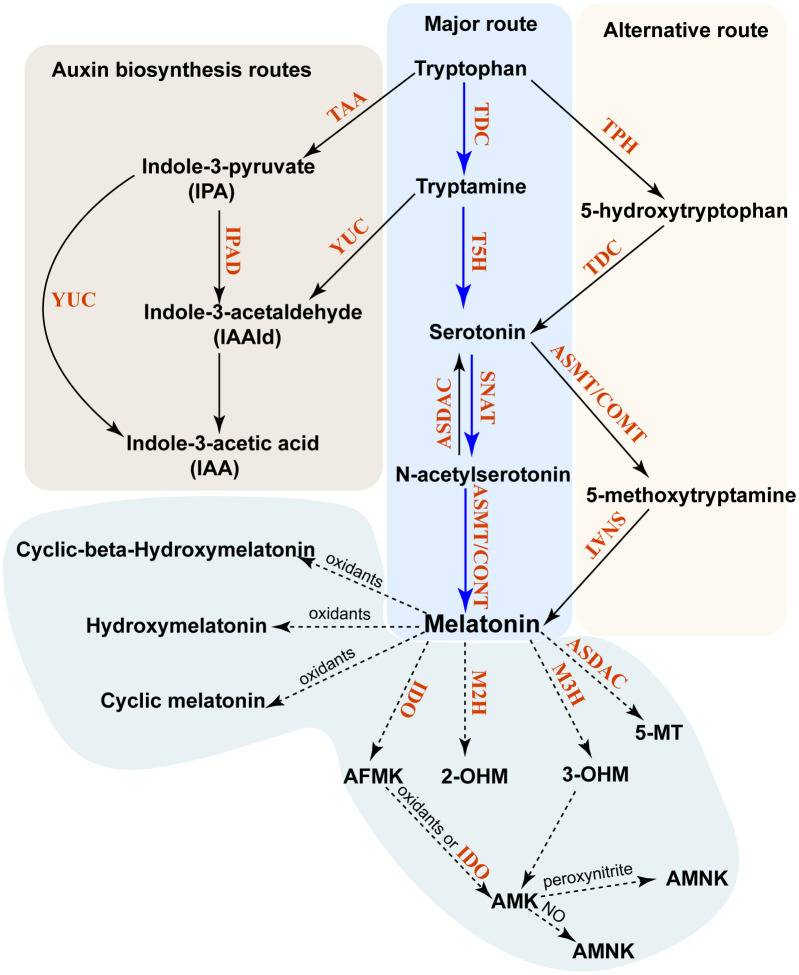 Major route
Alternative route
Auxin biosynthesis routes
Tryptophan
TAA
TDC
TPH
Indole-3-pyruvate
(IPA)
Tryptamine
5-hydroxytryptophan
IPAD
YUC
T5H
TDC
YUC
Indole-3-acetaldehyde
(IAAld)
Serotonin
ASDAC
SNAT
ASMT/COMT
Indole-3-acetic acid
(IAA)
N-acetylserotonin
5-methoxytryptamine
ASMT/CONT
SNAT
Cyclic-beta-Hydroxymelatonin
oxidants
Hydroxymelatonin
oxidants
Melatonin
oxidants
Cyclic melatonin
IDO
M2H
M3H
ASDAC
5-MT
AFMK
2-OHM
3-OHM
oxidants or IDO
AMK
peroxynitrite
AMNK
NO
AMNK